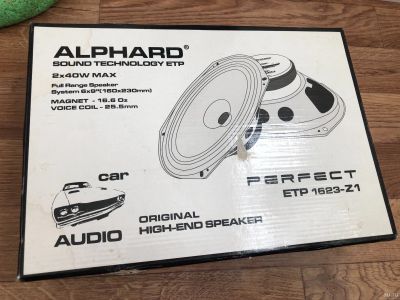 ALPHARD®
SOUND TECHNOLOGY ETP
2x40W MAX
Full Range Speaker
System 6x9"(160x230mm)
MAGNET - 16.6 Oz
VOICE COIL - 25.5mm
PERFECT
ETP 1623-Z1
car
AUDIO
ORIGINAL
HIGH-END SPEAKER